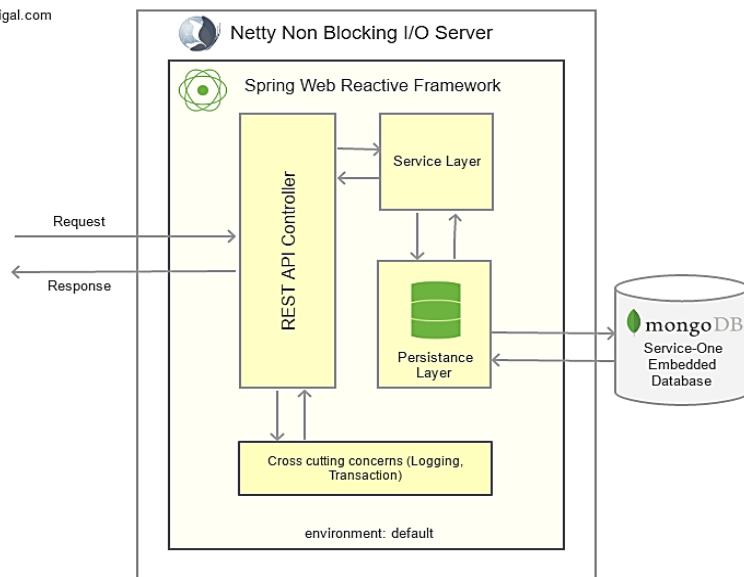 igal.com
Netty Non Blocking I/O Server
Spring Web Reactive Framework
Service Layer
REST API Controller
Request
Response
Persistance
Layer
mongoDB
Service-One
Embedded
Database
Cross cutting concerns (Logging,
Transaction)
environment: default